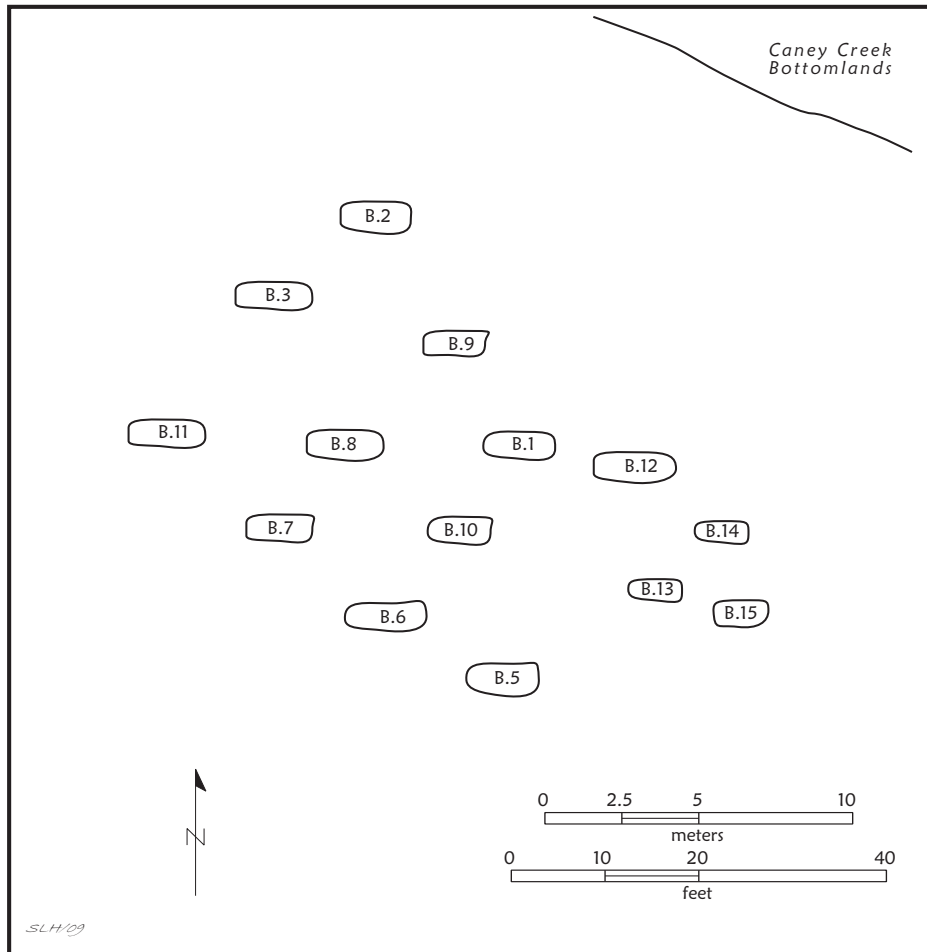 Caney Creek
Bottomlands
B.2
B.3
B.9
B.11
B.8
B.1
B.12
B.7
B.10
B.14
B.13
B.6
B.15
B.5
N
0 2.5 5 10
meters
0 10 20 40
feet
SLH/09